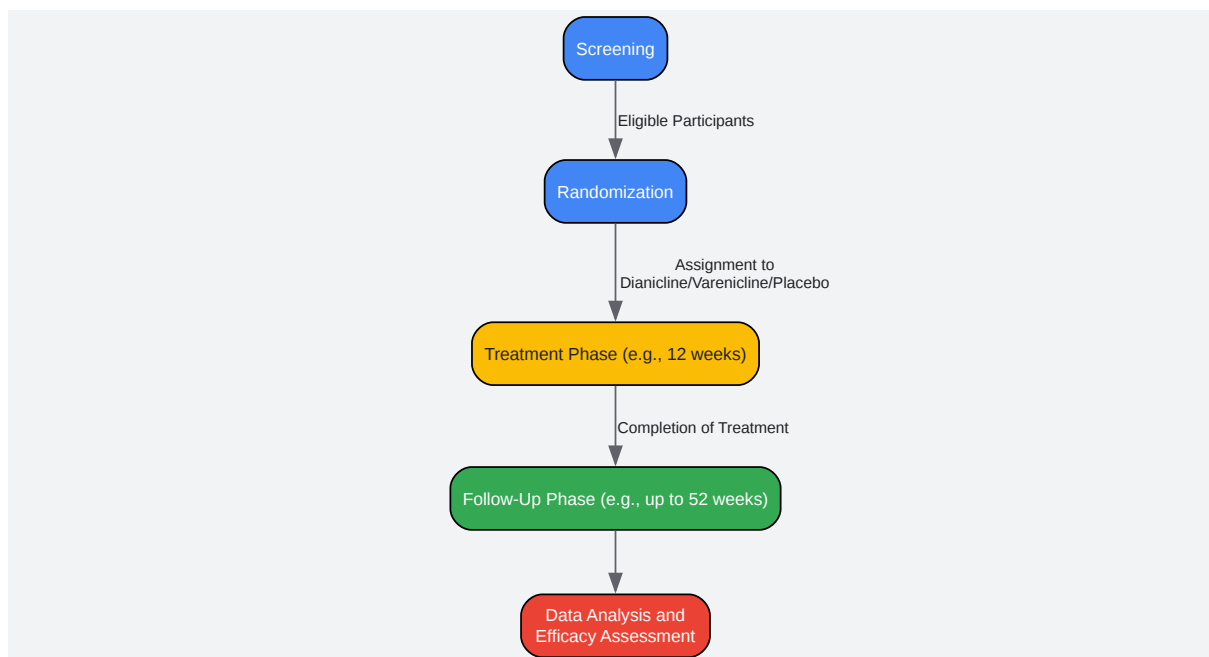 Screening
Eligible Participants
Randomization
Assignment to
Dianicline/Varenicline/Placebo
Treatment Phase (e.g., 12 weeks)
Completion of Treatment
Follow-Up Phase (e.g., up to 52 weeks)
Data Analysis and
Efficacy Assessment